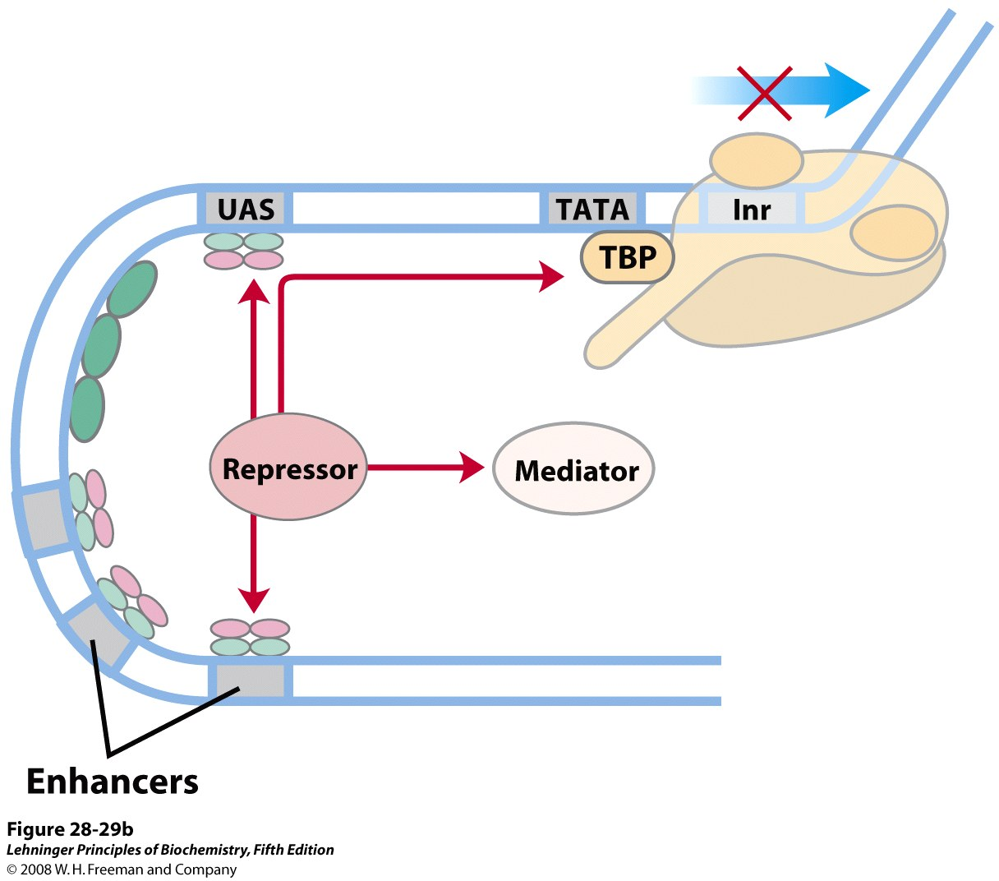 UAS
TATA
Inr
TBP
Repressor
Mediator
Enhancers
Figure 28-29b
Lehninger Principles of Biochemistry, Fifth Edition
© 2008 W. H. Freeman and Company